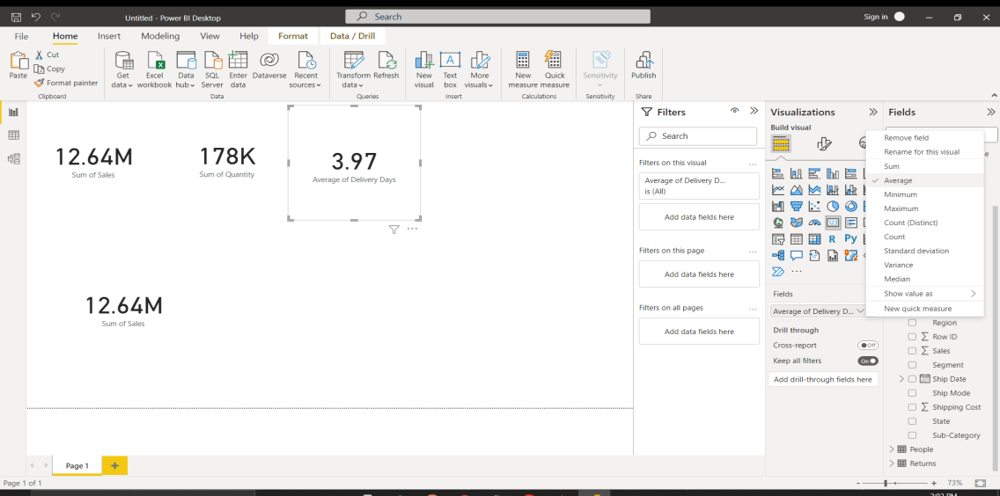 Untitled - Power BI Desktop
Search
Sign in
File Home Insert Modeling View Help Format Data / Drill
Paste
Cut
Copy
Format painter
Clipboard
Get data
Excel workbook
Data hub
SQL Server
Enter data
Dataverse
Recent sources
Data
Transform data
Refresh
Queries
New visual
Text box
More visuals
Insert
New measure
Quick measure
Calculations
Sensitivity
Sensitivity
Publish
Share
12.64M
Sum of Sales
178K
Sum of Quantity
3.97
Average of Delivery Days
12.64M
Sum of Sales
Filters
Search
Filters on this visual
Average of Delivery D...
is (All)
Add data fields here
Filters on this page
Add data fields here
Filters on all pages
Add data fields here
Visualizations
Build visual
R Py
Fields
Average of Delivery D...
Drill through
Cross-report
Off
Keep all filters
On
Add drill-through fields here
Fields
Remove field
Rename for this visual
Sum
Average
Minimum
Maximum
Count (Distinct)
Count
Standard deviation
Variance
Median
Show value as
New quick measure
Region
Row ID
Sales
Segment
Ship Date
Ship Mode
Shipping Cost
State
Sub-Category
People
Returns
Page 1
Page 1 of 1
73%